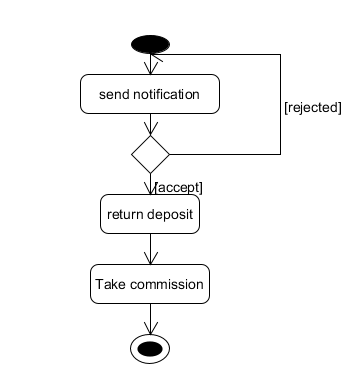 send notification
[rejected]
[accept]
return deposit
Take commission